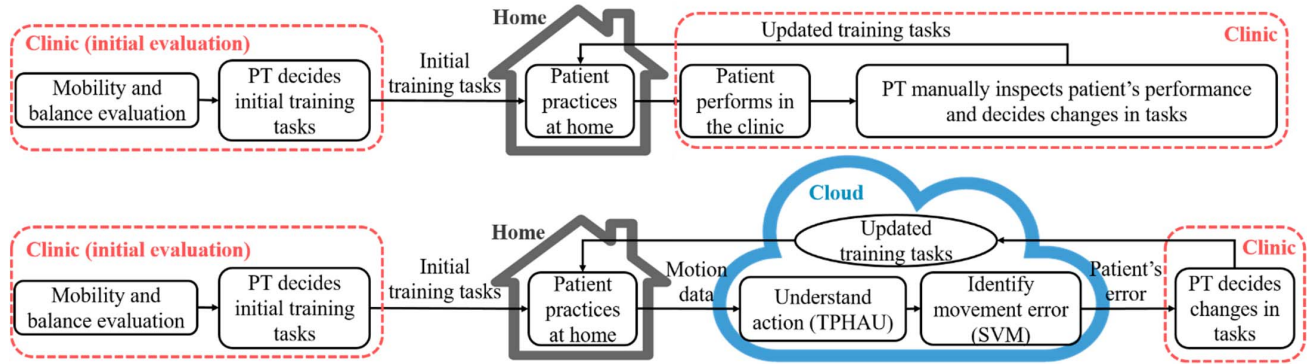 Clinic (initial evaluation)
Mobility and
balance evaluation
PT decides
initial training
tasks
Initial
training tasks
Home
Patient
practices
at home
Updated training tasks
Clinic
Patient
performs in
the clinic
PT manually inspects patient's performance
and decides changes in tasks
Clinic (initial evaluation)
Mobility and
balance evaluation
PT decides
initial training
tasks
Initial
training tasks
Home
Patient
practices
at home
Motion
data
Cloud
Updated
training tasks
Understand
action (TPHAU)
Identify
movement error
(SVM)
Patient's
error
Clinic
PT decides
changes in
tasks